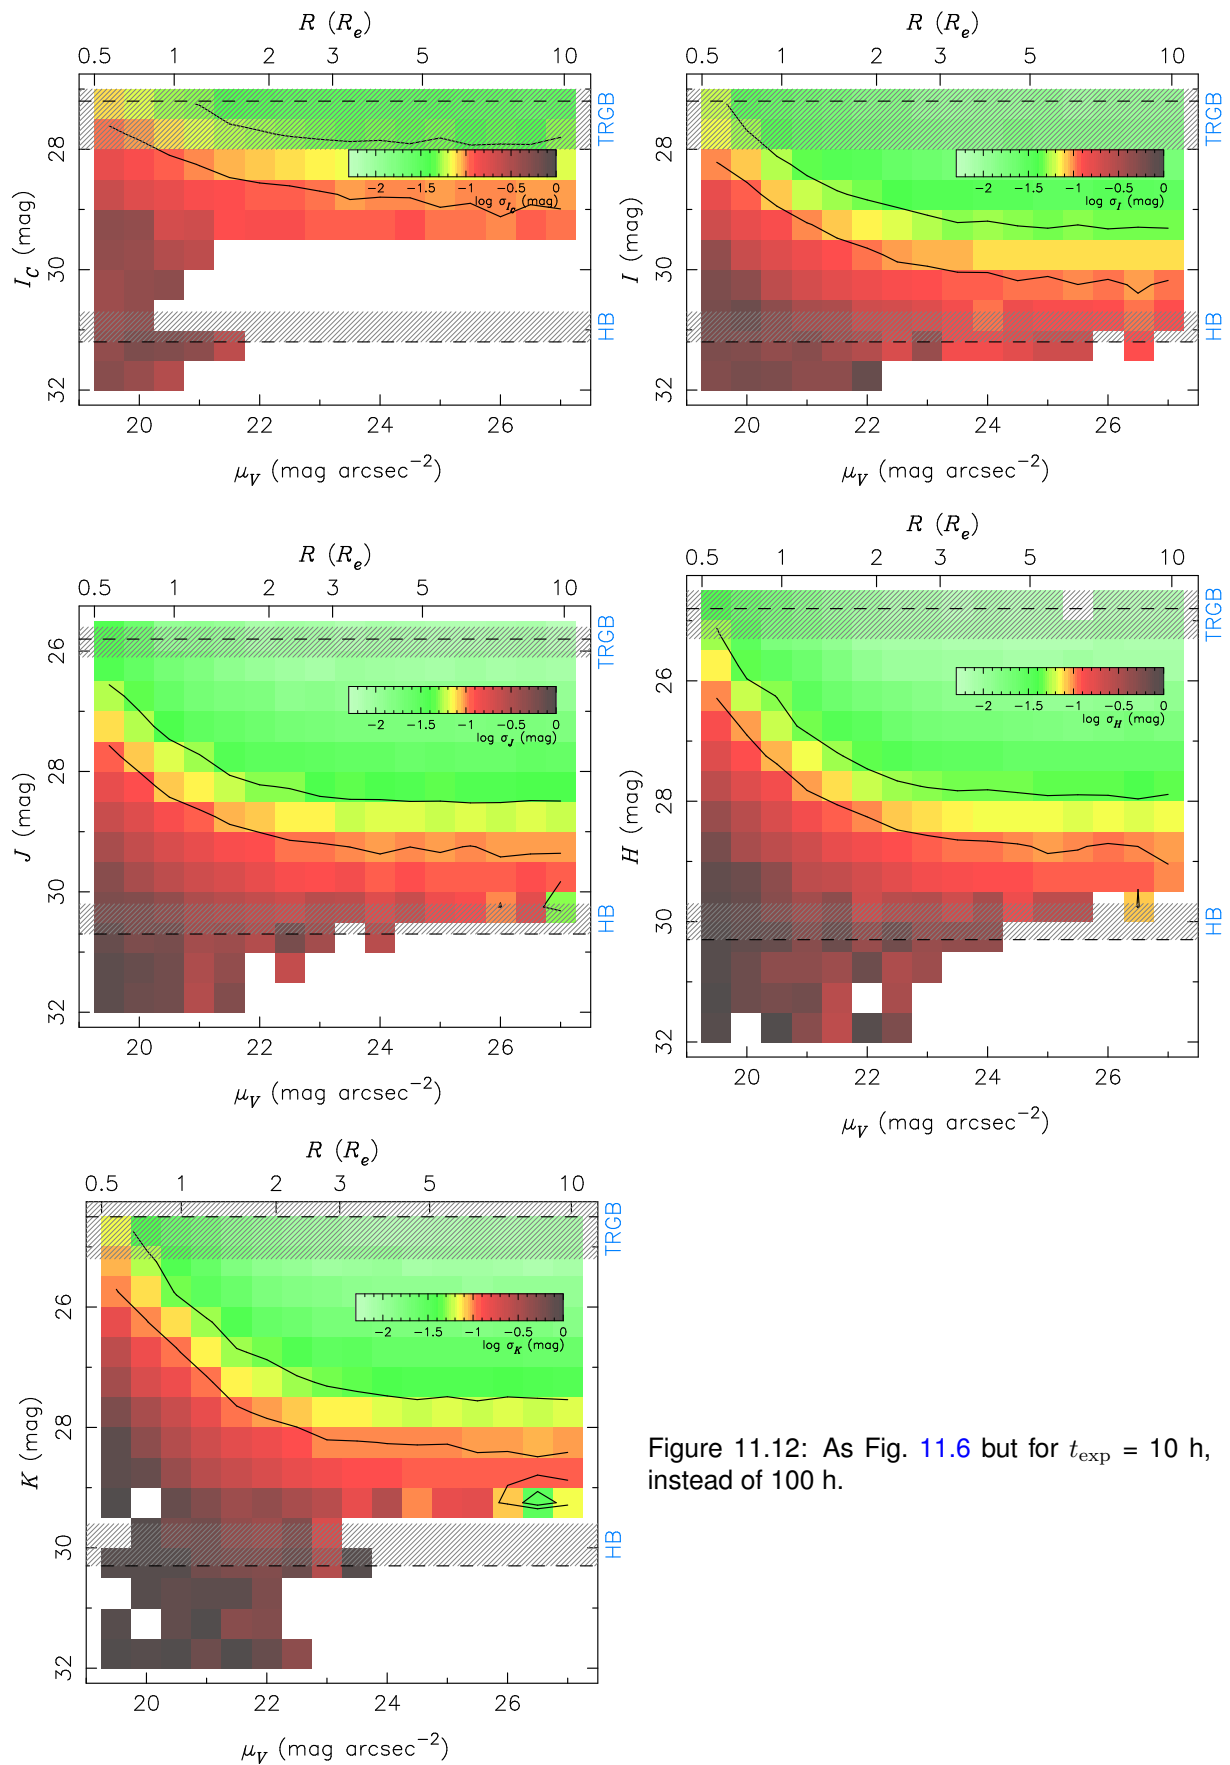 R (R_e)
0.5 1 2 3 5 10
28 30 32
I_C (mag)
TRGB
HB
−2 −1.5 −1 −0.5 0
log σ_{I_C} (mag)
20 22 24 26
μ_V (mag arcsec^−2)
R (R_e)
0.5 1 2 3 5 10
28 30 32
I (mag)
TRGB
HB
−2 −1.5 −1 −0.5 0
log σ_I (mag)
20 22 24 26
μ_V (mag arcsec^−2)
R (R_e)
0.5 1 2 3 5 10
26 28 30 32
J (mag)
TRGB
HB
−2 −1.5 −1 −0.5 0
log σ_J (mag)
20 22 24 26
μ_V (mag arcsec^−2)
R (R_e)
0.5 1 2 3 5 10
26 28 30 32
H (mag)
TRGB
HB
−2 −1.5 −1 −0.5 0
log σ_H (mag)
20 22 24 26
μ_V (mag arcsec^−2)
R (R_e)
0.5 1 2 3 5 10
26 28 30 32
K (mag)
TRGB
HB
−2 −1.5 −1 −0.5 0
log σ_K (mag)
20 22 24 26
μ_V (mag arcsec^−2)
Figure 11.12: As Fig. 11.6 but for t_exp = 10 h,
instead of 100 h.